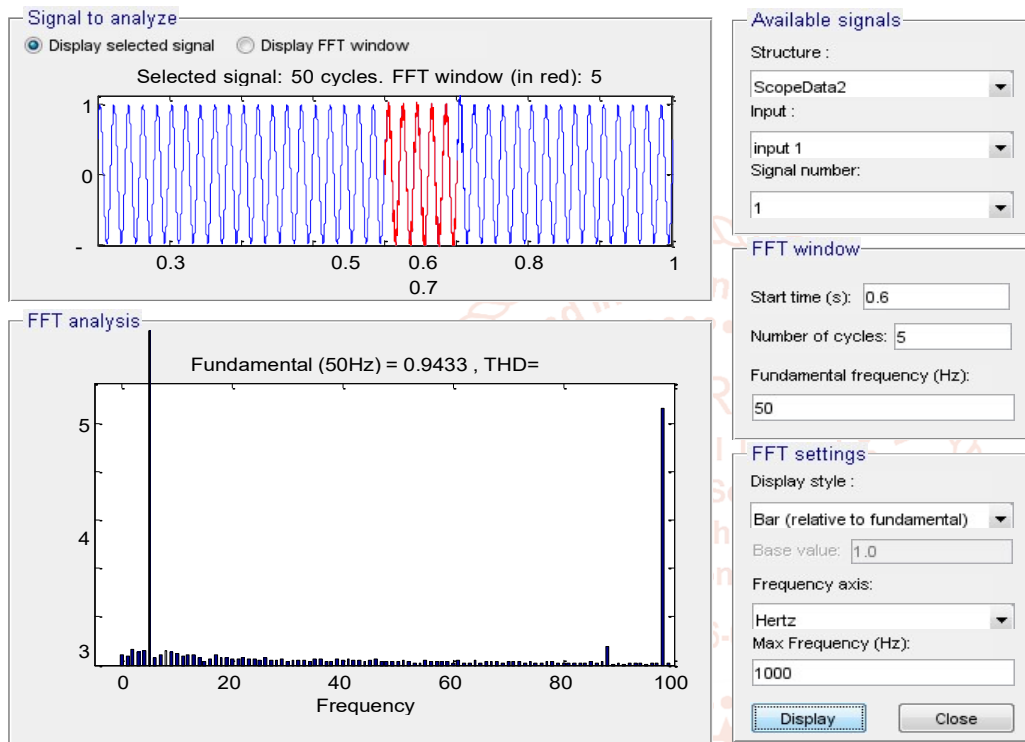 Signal to analyze
Display selected signal
Display FFT window
Selected signal: 50 cycles. FFT window (in red): 5
1
0
-
0.3
0.5
0.6
0.8
1
0.7
FFT analysis
Fundamental (50Hz) = 0.9433 , THD=
5
4
3
0
20
40
60
80
100
Frequency
Available signals
Structure :
ScopeData2
Input :
input 1
Signal number:
1
FFT window
Start time (s): 0.6
Number of cycles: 5
Fundamental frequency (Hz):
50
FFT settings
Display style :
Bar (relative to fundamental)
Base value: 1.0
Frequency axis:
Hertz
Max Frequency (Hz):
1000
Display
Close